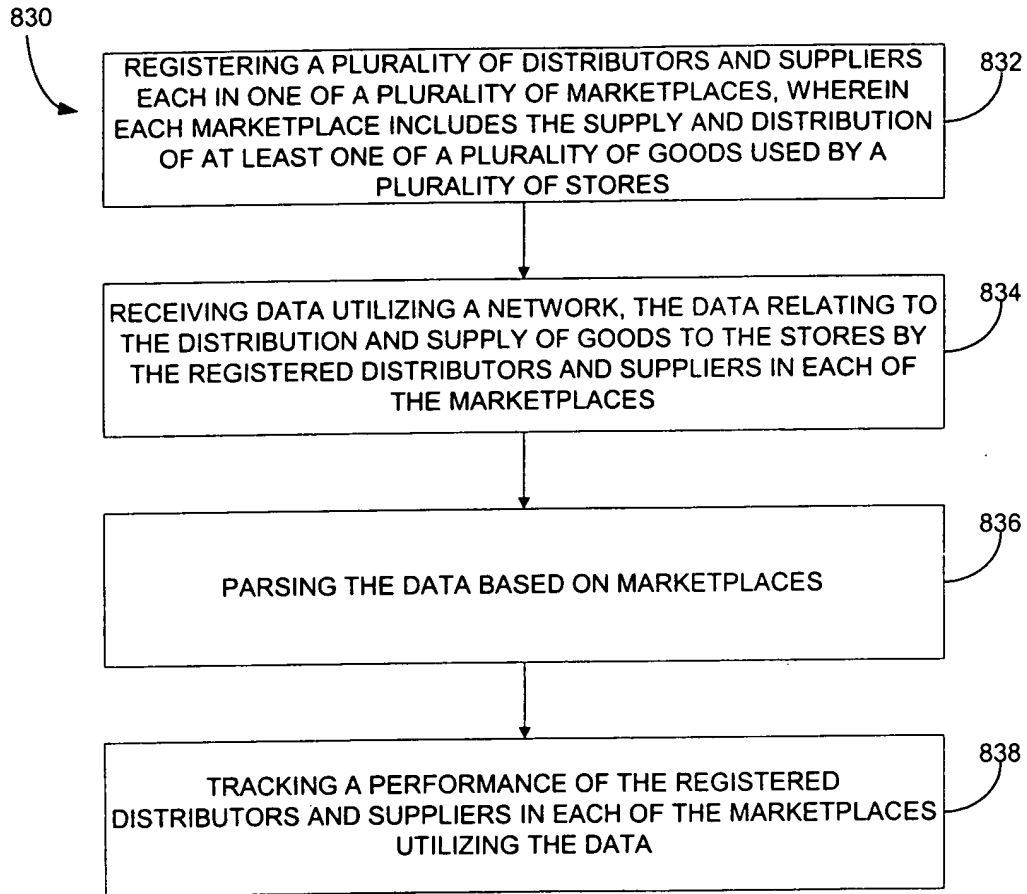 830
REGISTERING A PLURALITY OF DISTRIBUTORS AND SUPPLIERS
EACH IN ONE OF A PLURALITY OF MARKETPLACES, WHEREIN
EACH MARKETPLACE INCLUDES THE SUPPLY AND DISTRIBUTION
OF AT LEAST ONE OF A PLURALITY OF GOODS USED BY A
PLURALITY OF STORES
832
RECEIVING DATA UTILIZING A NETWORK, THE DATA RELATING TO
THE DISTRIBUTION AND SUPPLY OF GOODS TO THE STORES BY
THE REGISTERED DISTRIBUTORS AND SUPPLIERS IN EACH OF
THE MARKETPLACES
834
PARSING THE DATA BASED ON MARKETPLACES
836
TRACKING A PERFORMANCE OF THE REGISTERED
DISTRIBUTORS AND SUPPLIERS IN EACH OF THE MARKETPLACES
UTILIZING THE DATA
838